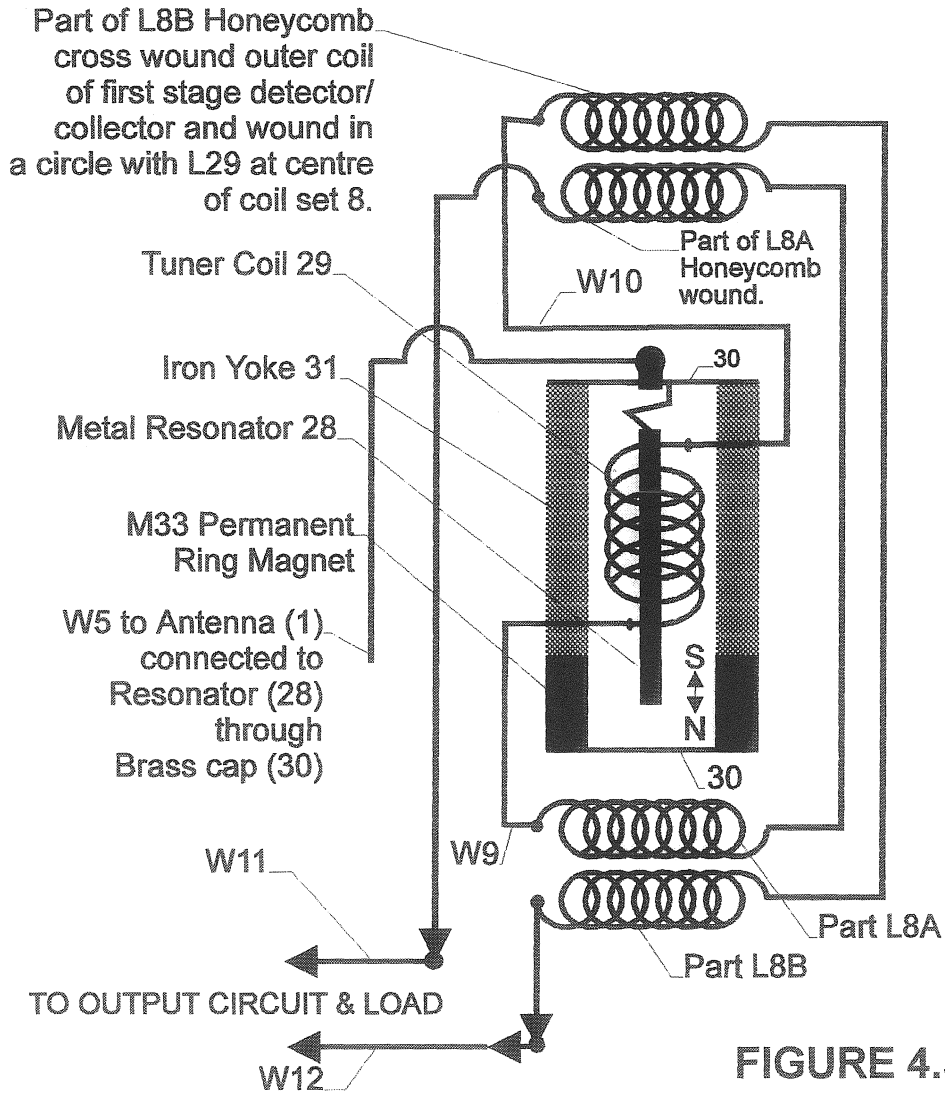 Part of L8B Honeycomb
cross wound outer coil
of first stage detector/
collector and wound in
a circle with L29 at centre
of coil set 8.
Part of L8A
Honeycomb
wound.
Tuner Coil 29
W10
Iron Yoke 31
30
Metal Resonator 28
M33 Permanent
Ring Magnet
W5 to Antenna (1)
connected to
Resonator (28)
through
Brass cap (30)
S
N
30
W9
W11
Part L8A
Part L8B
TO OUTPUT CIRCUIT & LOAD
W12
FIGURE 4.